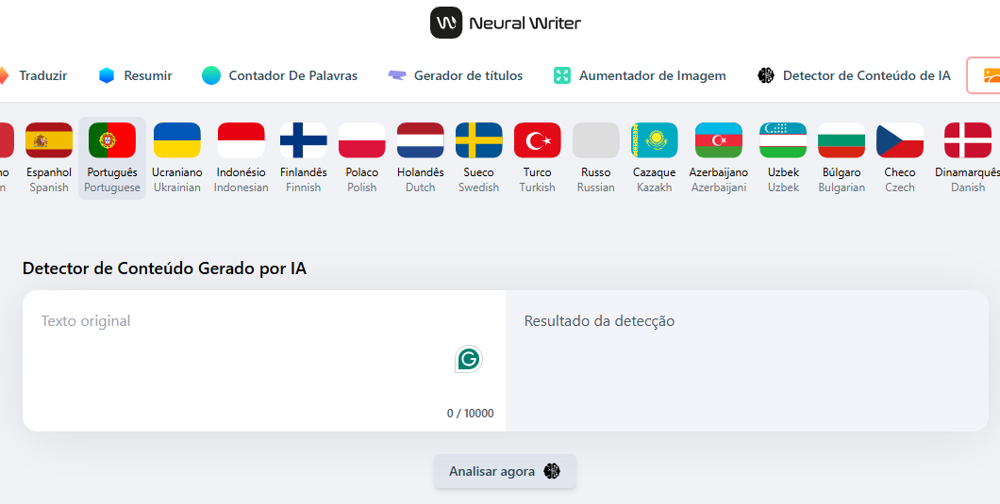 Neural Writer
Traduzir Resumir Contador De Palavras Gerador de títulos Aumentador de Imagem Detector de Conteúdo de IA
no Espanhol Português Ucraniano Indonésio Finlandês Polaco Holandês Sueco Turco Russo Cazaque Azerbaijano Uzbek Búlgaro Checo Dinamarquês
n Spanish Portuguese Ukrainian Indonesian Finnish Polish Dutch Swedish Turkish Russian Kazakh Azerbaijani Uzbek Bulgarian Czech Danish
Detector de Conteúdo Gerado por IA
Texto original Resultado da detecção
0 / 10000
Analisar agora